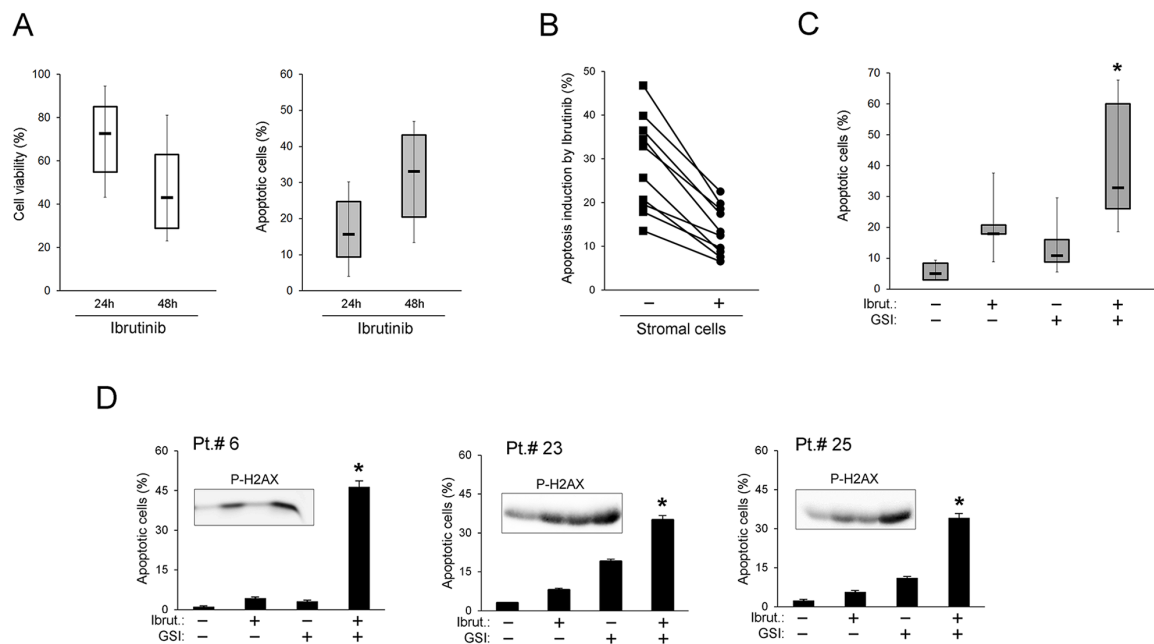 A
Cell viability (%)
100
80
60
40
20
0
24h 48h
Ibrutinib
Apoptotic cells (%)
60
50
40
30
20
10
0
24h 48h
Ibrutinib
B
Apoptosis induction by Ibrutinib (%)
50
40
30
20
10
0
− +
Stromal cells
C
Apoptotic cells (%)
70
60
50
40
30
20
10
0
*
Ibrut.: − + − +
GSI: − − + +
D
Pt.# 6
Apoptotic cells (%)
60
45
30
15
0
P-H2AX
*
Ibrut.: − + − +
GSI: − − + +
Pt.# 23
Apoptotic cells (%)
60
45
30
15
0
P-H2AX
*
Ibrut.: − + − +
GSI: − − + +
Pt.# 25
Apoptotic cells (%)
60
45
30
15
0
P-H2AX
*
Ibrut.: − + − +
GSI: − − + +